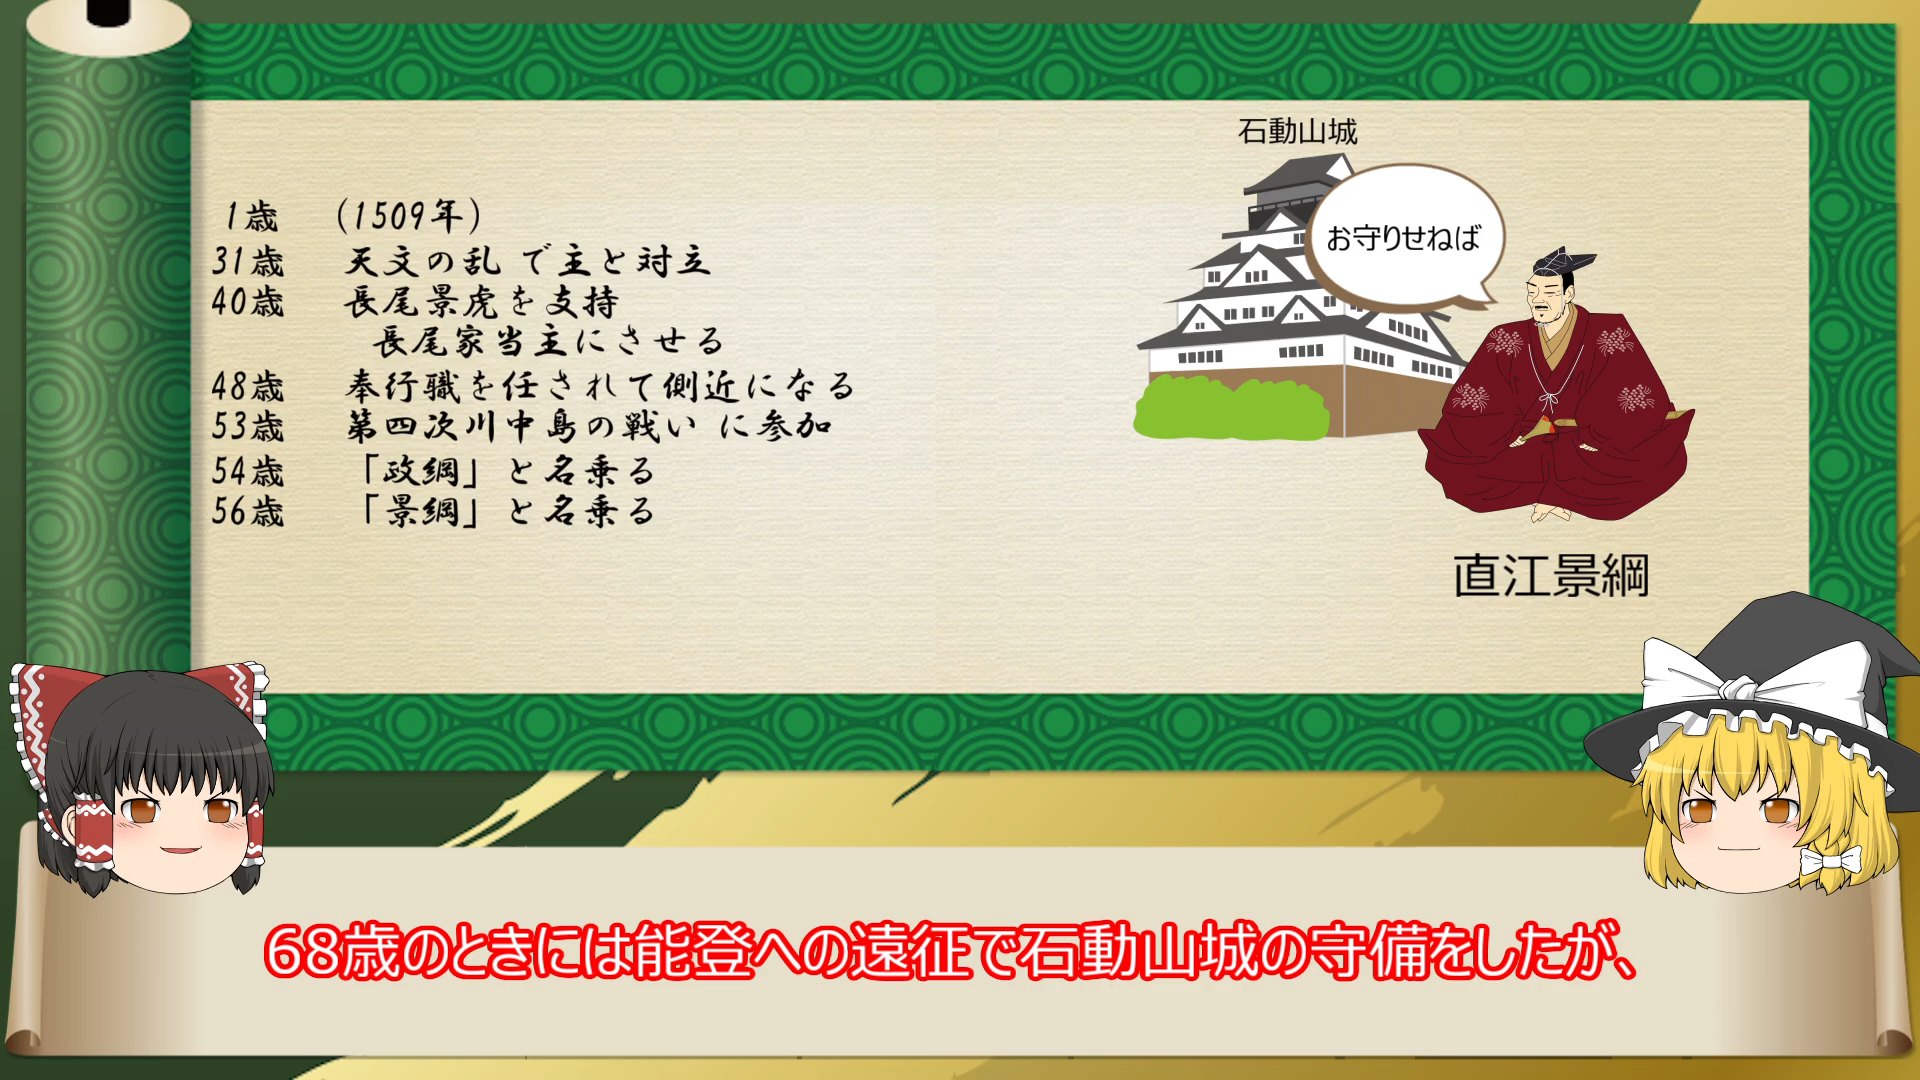 石動山城
お守りせねば
1歳 (1509年)
31歳 天文の乱 で主と対立
40歳 長尾景虎を支持
長尾家当主にさせる
48歳 奉行職を任されて側近になる
53歳 第四次川中島の戦い に参加
54歳 「政綱」と名乗る
56歳 「景綱」と名乗る
直江景綱
68歳のときには能登への遠征で石動山城の守備をしたが、